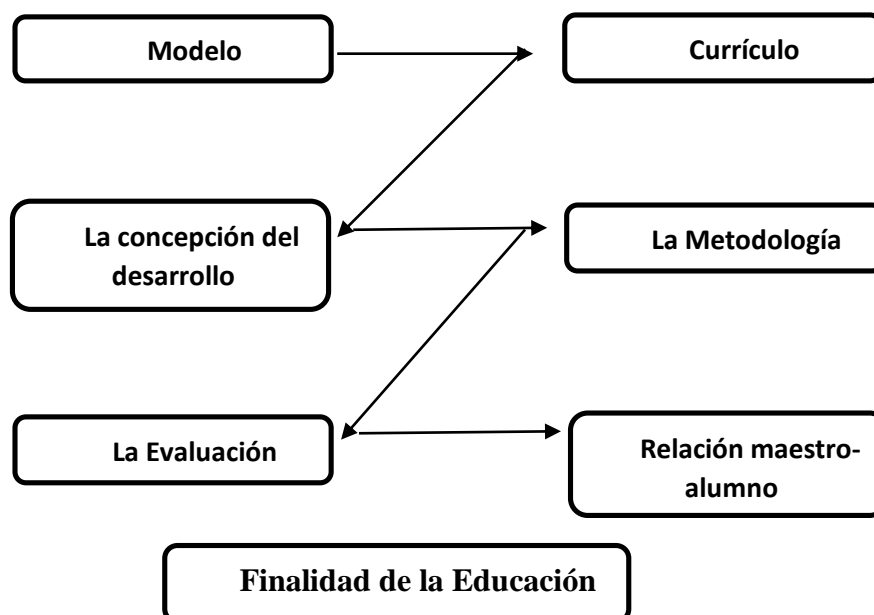 Modelo
Currículo
La concepción del
desarrollo
La Metodología
La Evaluación
Relación maestro-
alumno
Finalidad de la Educación